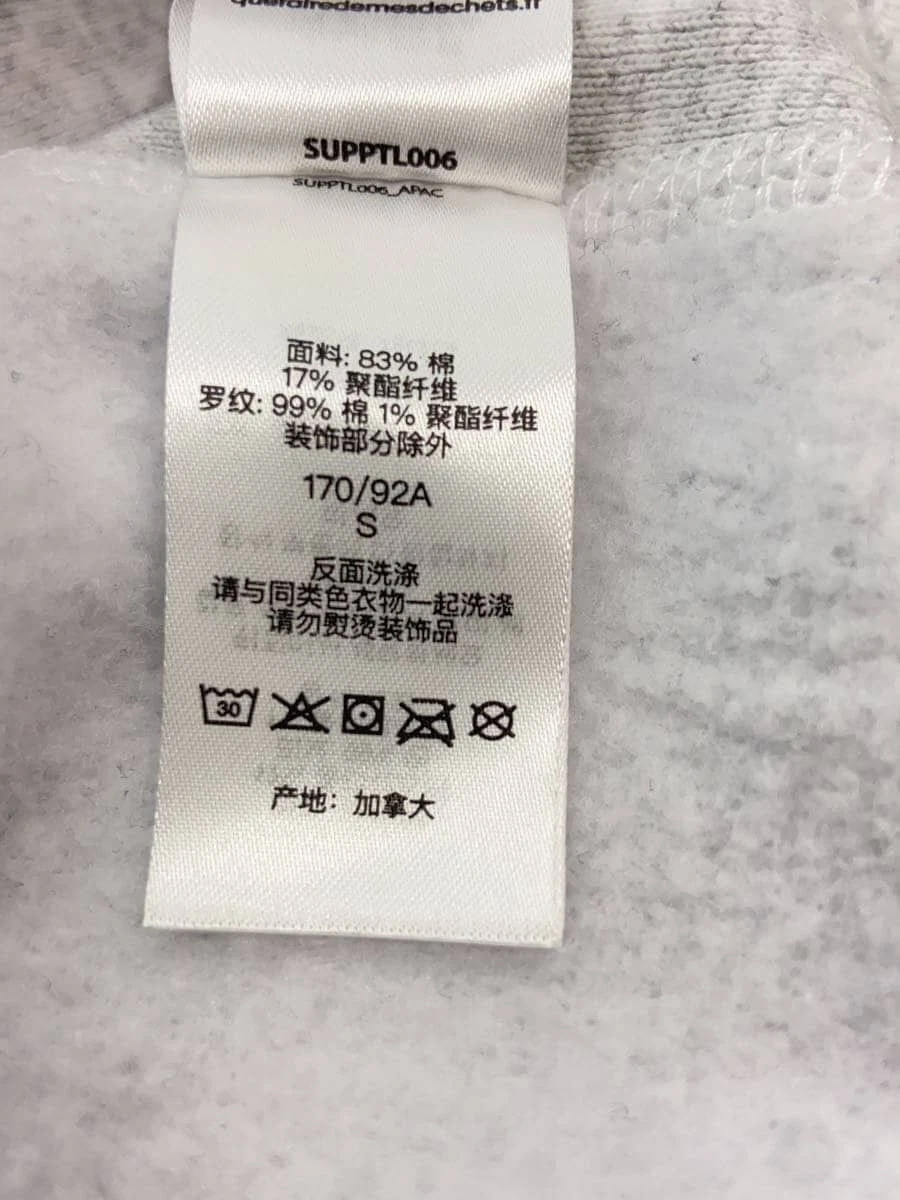 quefairedemesdechets.fr
SUPPTL006
SUPPTL006_APAC
面料: 83% 棉
17% 聚酯纤维
罗纹: 99% 棉 1% 聚酯纤维
装饰部分除外
170/92A
S
反面洗涤
请与同类色衣物一起洗涤
请勿熨烫装饰品
30
产地: 加拿大